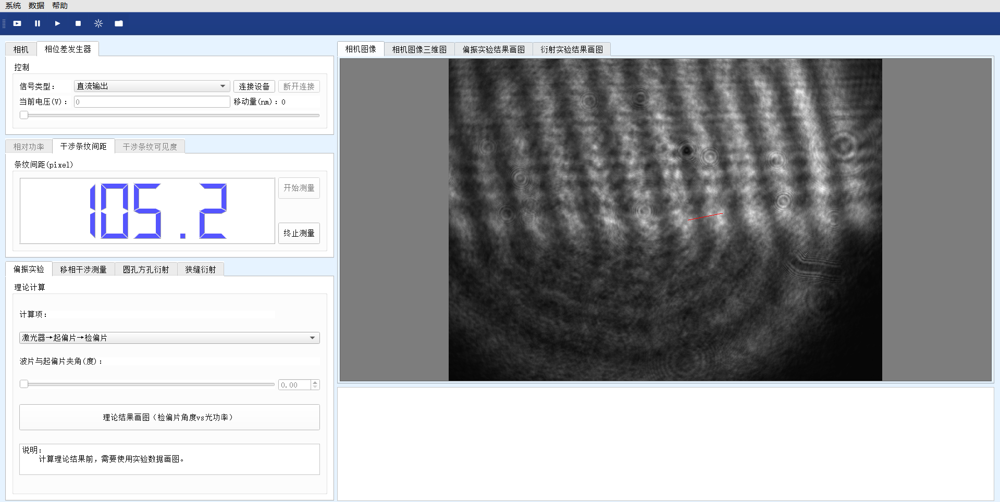 系统 数据 帮助
相机 相位差发生器
控制
信号类型: 直流输出 连接设备 断开连接
当前电压(V): 0 移动量(nm): 0
相对功率 干涉条纹间距 干涉条纹可见度
条纹间距(pixel)
105.2
开始测量
终止测量
偏振实验 移相干涉测量 圆孔方孔衍射 狭缝衍射
理论计算
计算项:
激光器→起偏片→检偏片
波片与起偏片夹角(度):
0.00
理论结果画图（检偏片角度vs光功率）
说明:
计算理论结果前，需要使用实验数据画图。
相机图像 相机图像三维图 偏振实验结果画图 衍射实验结果画图